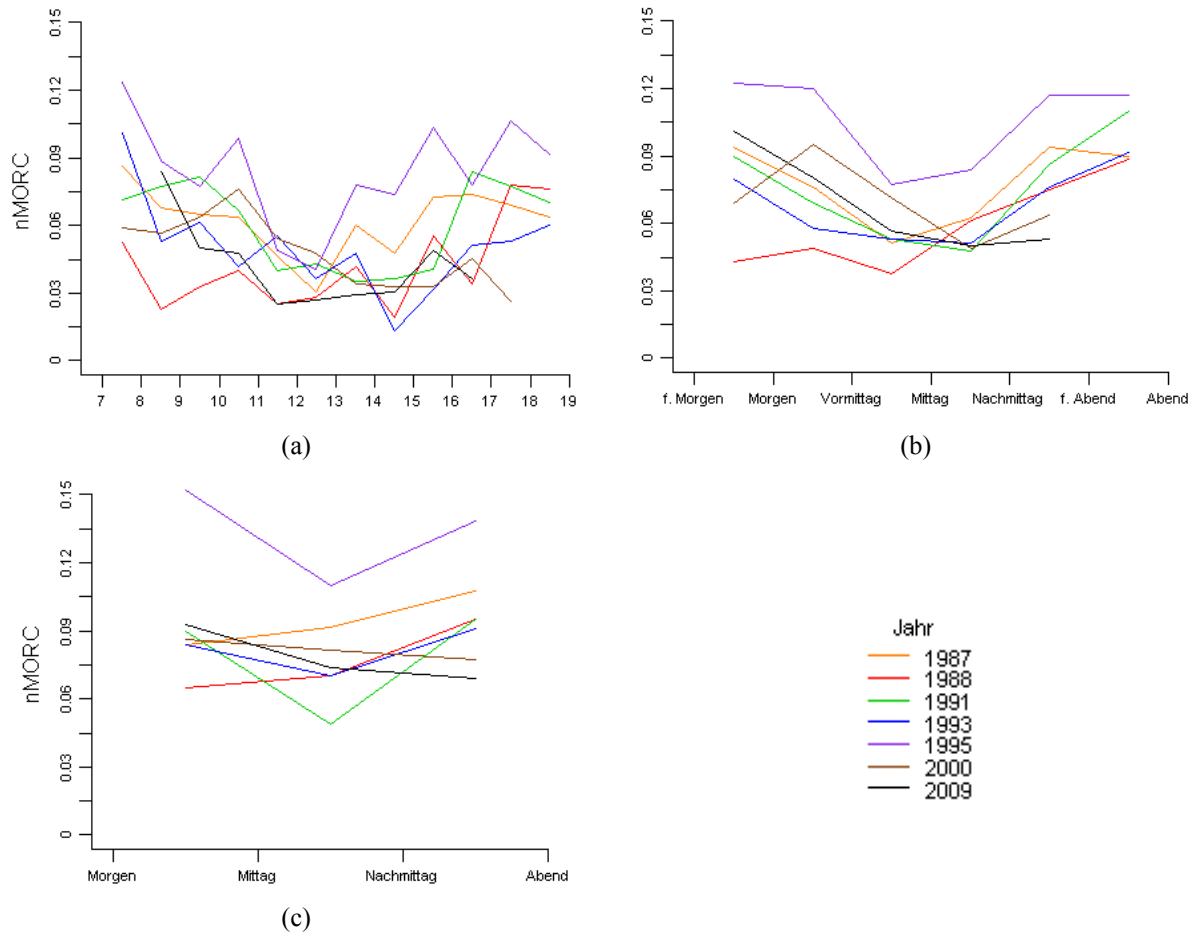 0.15
0.12
0.09
0.06
0.03
0
nMORC
7 8 9 10 11 12 13 14 15 16 17 18 19
(a)
0.15
0.12
0.09
0.06
0.03
0
f. Morgen Morgen Vormittag Mittag Nachmittag f. Abend Abend
(b)
0.15
0.12
0.09
0.06
0.03
0
nMORC
Morgen Mittag Nachmittag Abend
(c)
Jahr
1987
1988
1991
1993
1995
2000
2009